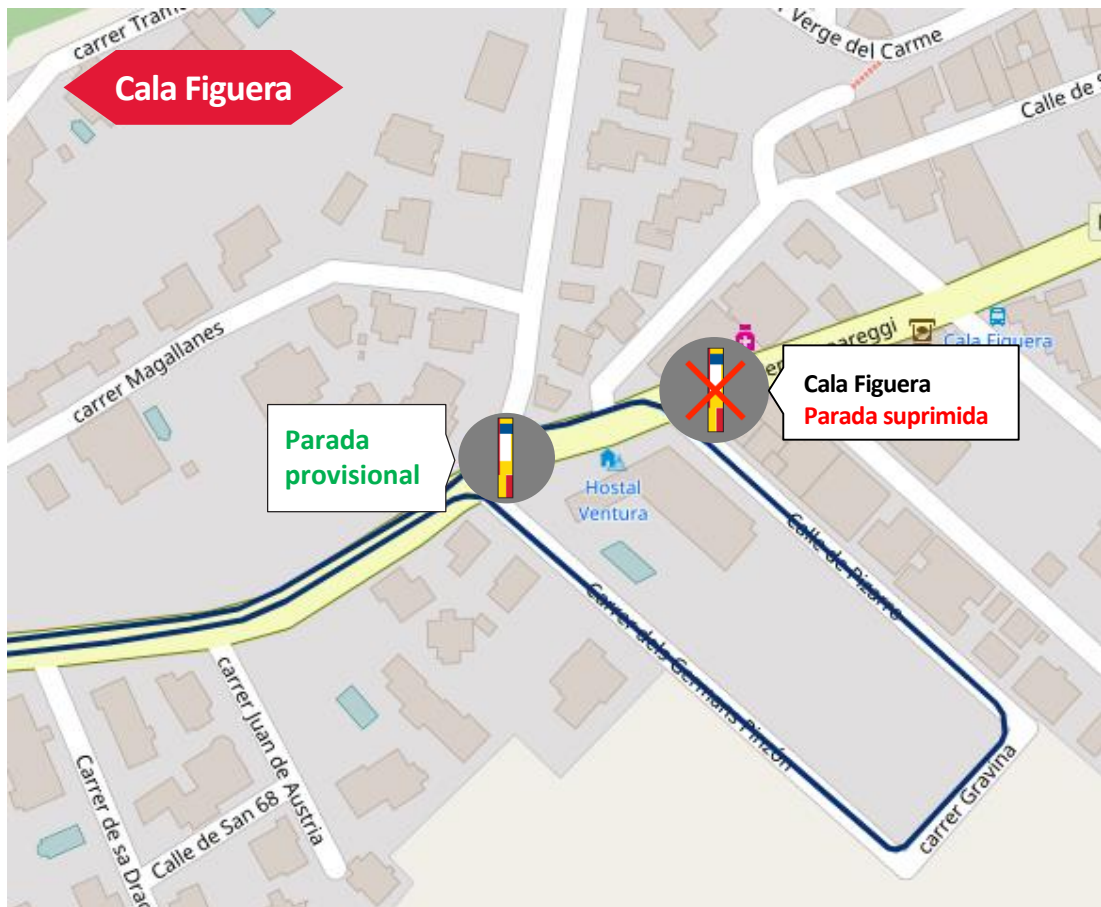 carrer Tramu
Verge del Carme
Cala Figuera
Calle de S
carrer Magallanes
Cala Figuera
Cala Figuera
Parada suprimida
Parada
provisional
Hostal
Ventura
Calle de Pizarro
Carrer dels Germans Pinzón
carrer Gravina
carrer Juan de Austria
Calle de San 68
Carrer de sa Drag